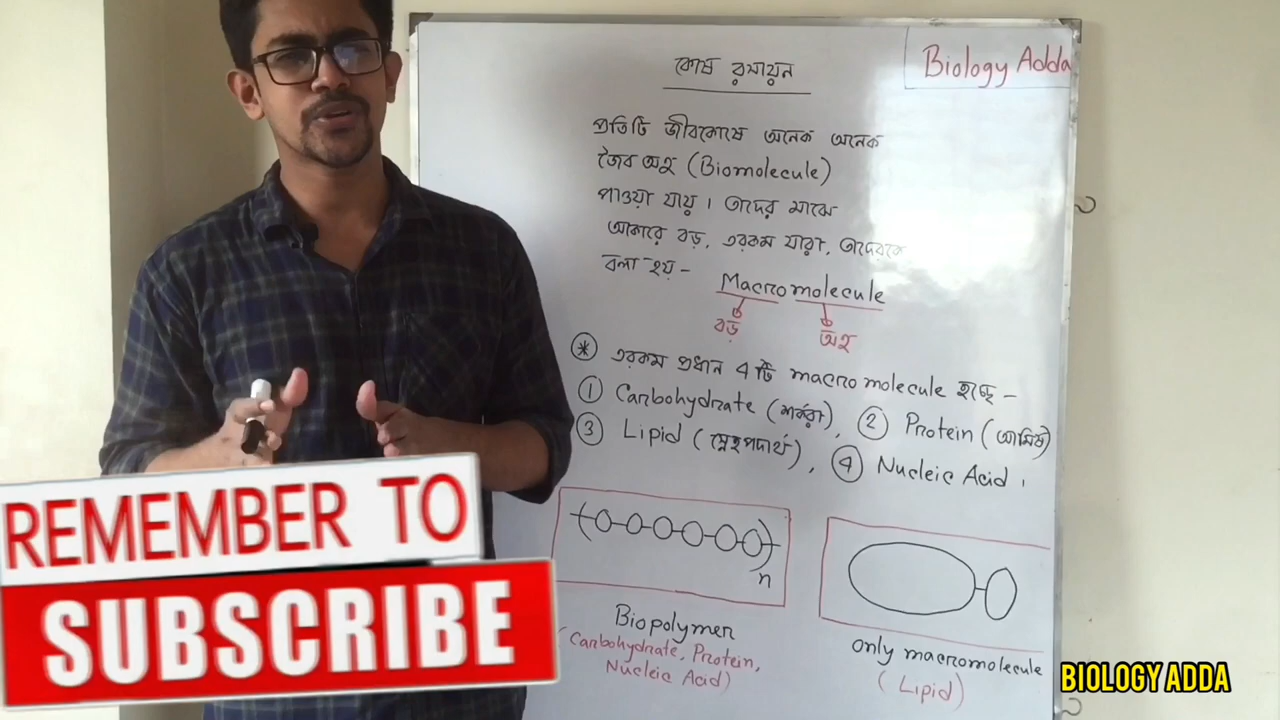 কোষ রসায়ন
Biology Adda
প্রতিটি জীবকোষে অনেক অনেক
জৈব অণু (Biomolecule)
পাওয়া যায়। তাদের মাঝে
আকারে বড়, এরকম যারা, তাদেরকে
বলা হয় -
Macromolecule
বড় অণু
* এরকম প্রধান 4টি macromolecule হচ্ছে -
1 Carbohydrate (শর্করা), 2 Protein (আমিষ)
3 Lipid (স্নেহপদার্থ), 4 Nucleic Acid।
n
Biopolymer
(Carbohydrate, Protein,
Nucleic Acid)
only macromolecule
(Lipid)
REMEMBER TO
SUBSCRIBE
BIOLOGY ADDA